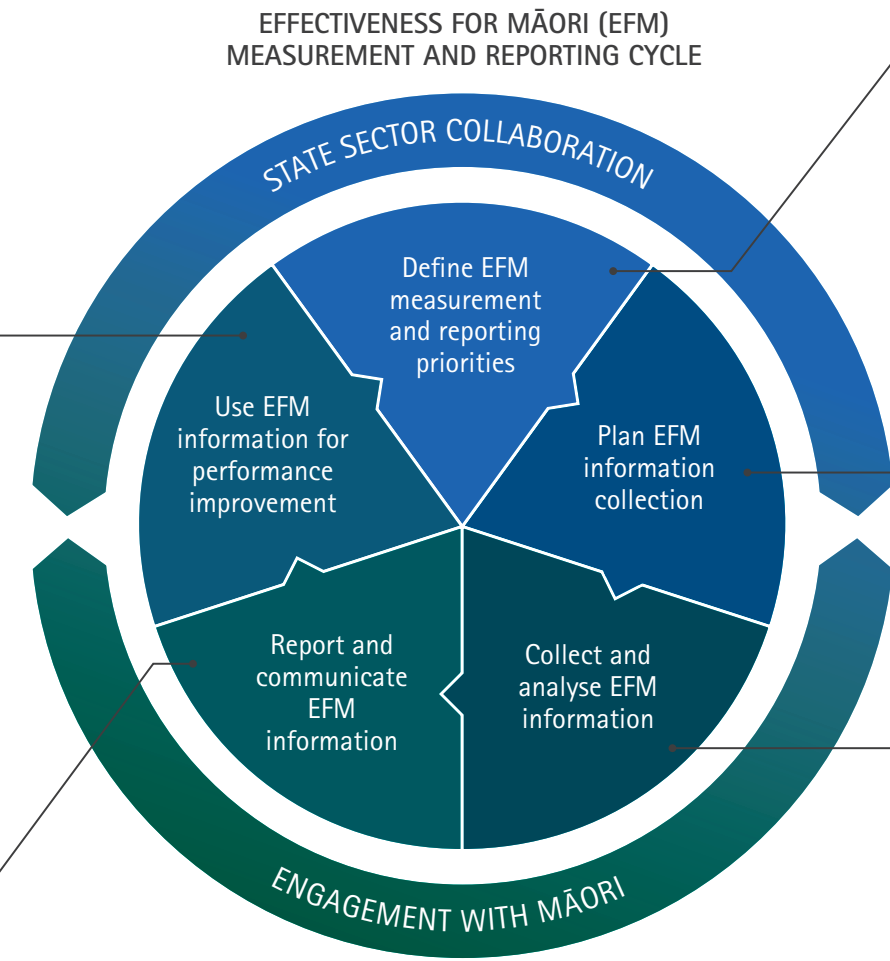 EFFECTIVENESS FOR MĀORI (EFM)
MEASUREMENT AND REPORTING CYCLE
STATE SECTOR COLLABORATION
Define EFM
measurement
and reporting
priorities
Plan EFM
information
collection
Collect and
analyse EFM
information
Report and
communicate
EFM
information
Use EFM
information for
performance
improvement
ENGAGEMENT WITH MĀORI